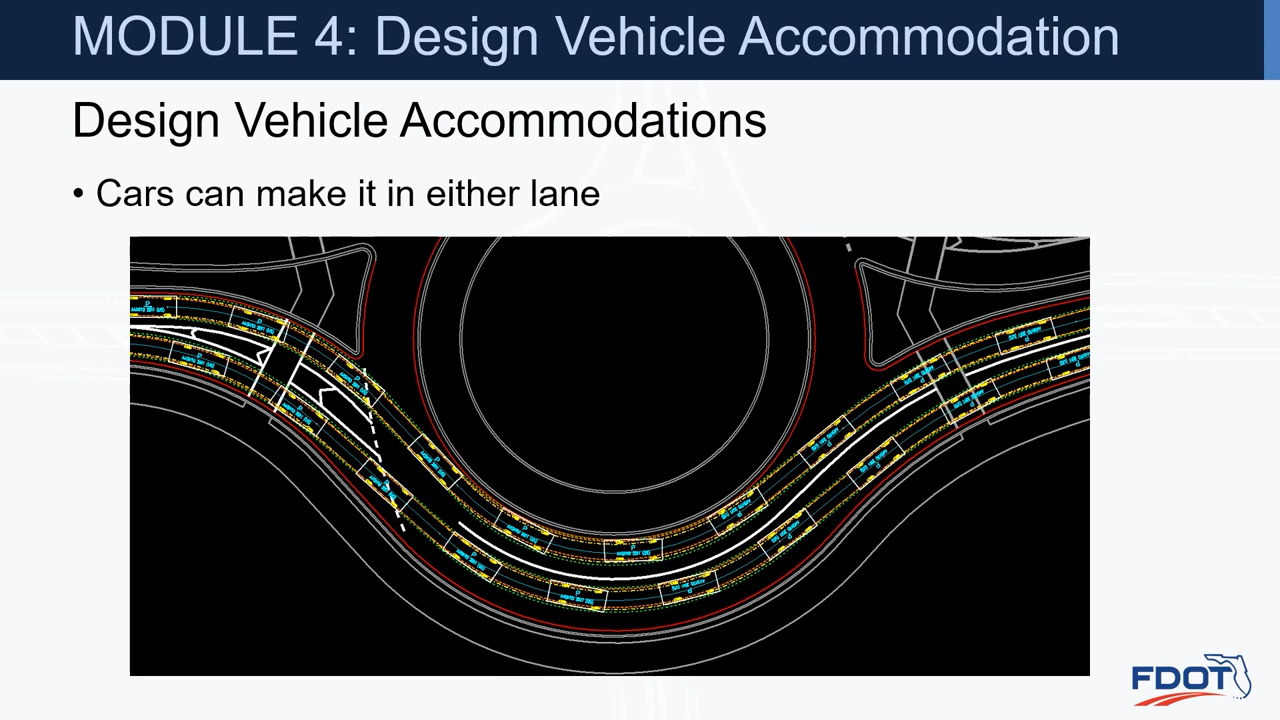 MODULE 4: Design Vehicle Accommodation
Design Vehicle Accommodations
• Cars can make it in either lane
FDOT